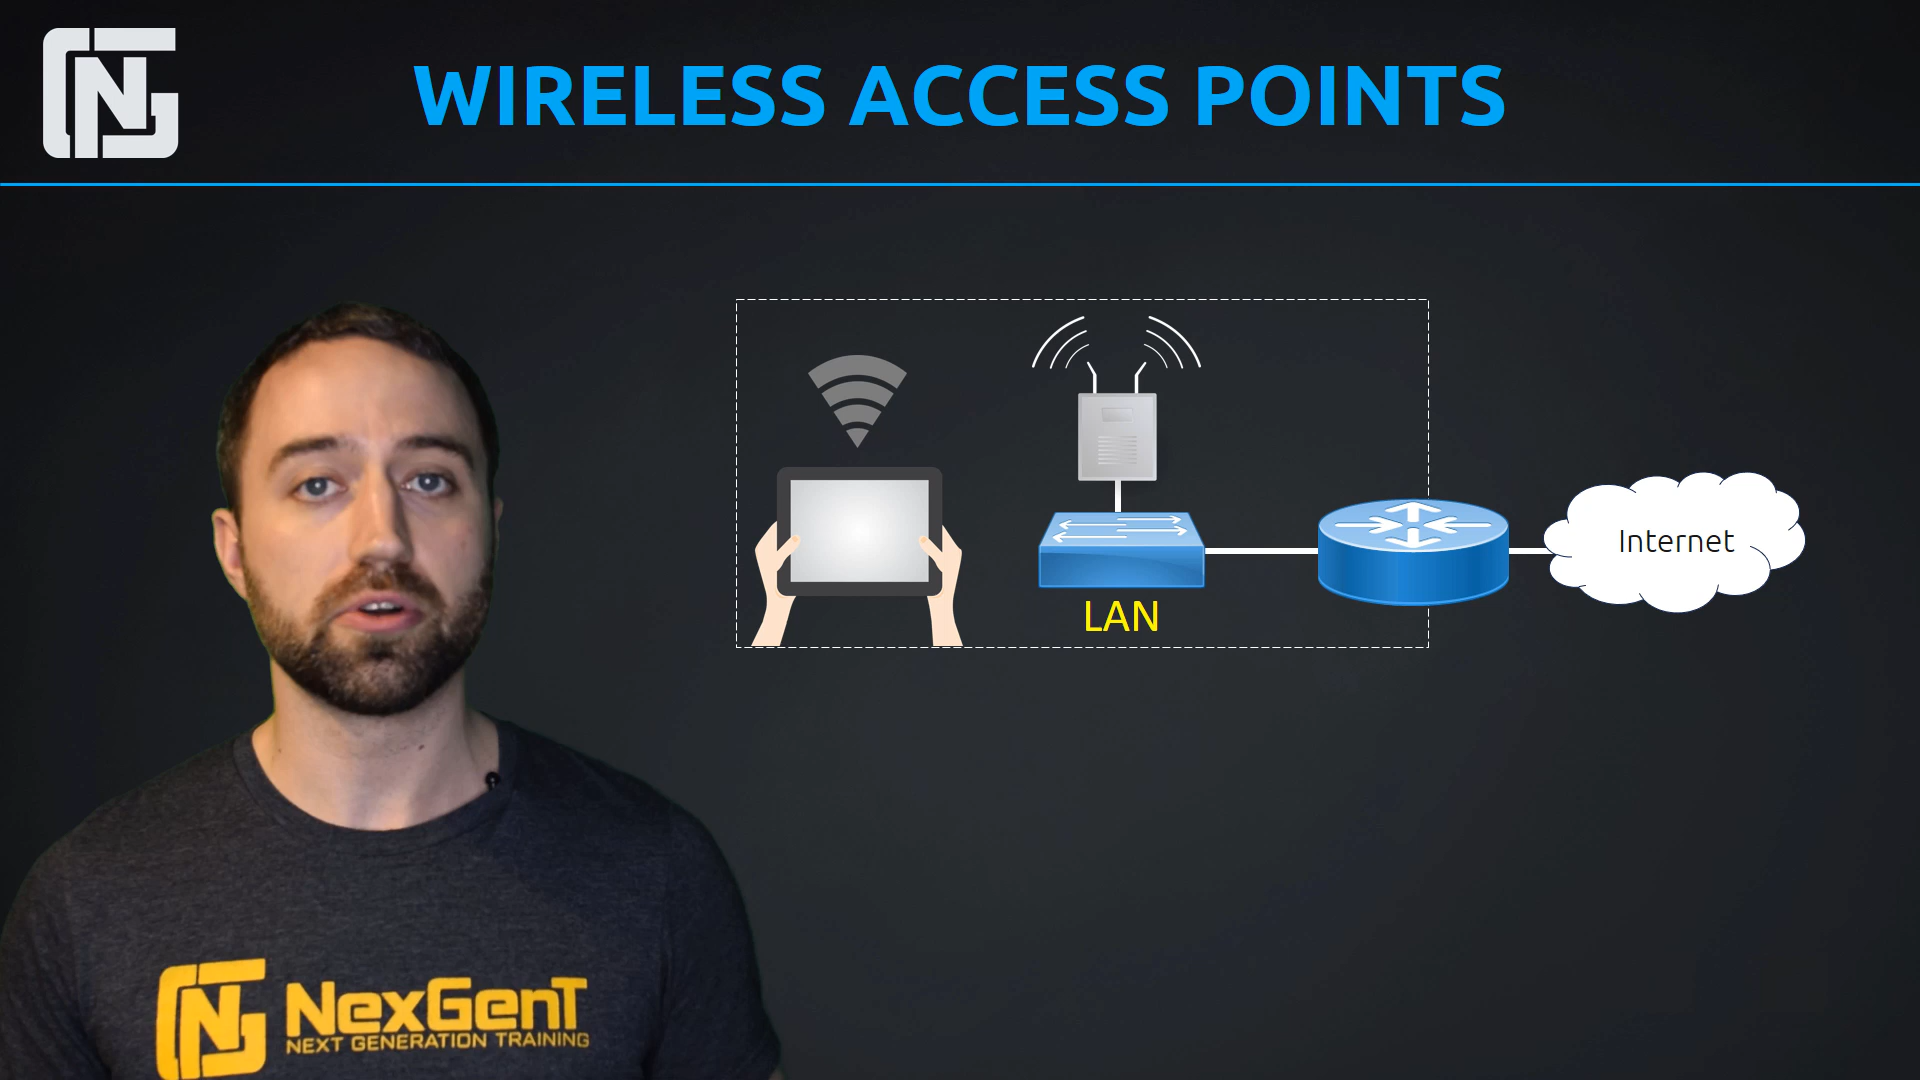 WIRELESS ACCESS POINTS
Internet
LAN
NexGenT
NEXT GENERATION TRAINING